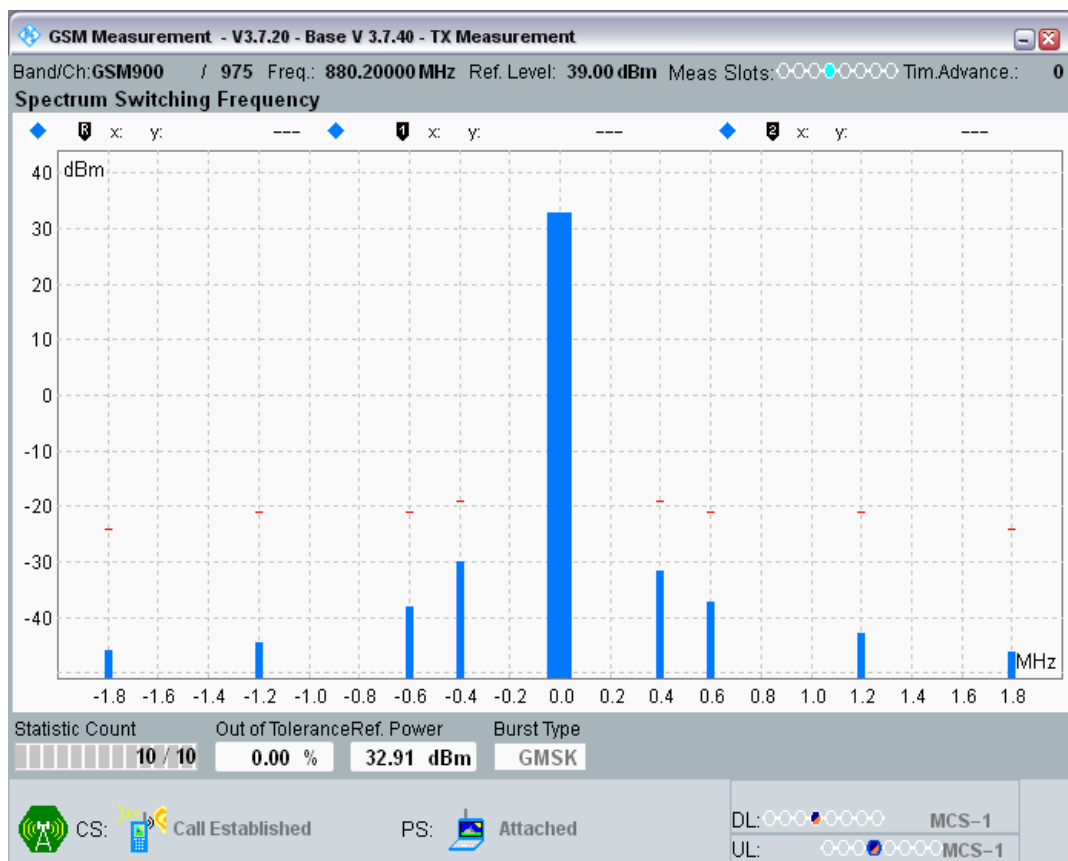 GSM Measurement - V3.7.20 - Base V 3.7.40 - TX Measurement
Band/Ch:GSM900 / 975 Freq.: 880.20000 MHz Ref. Level: 39.00 dBm Meas Slots: Tim.Advance.: 0
Spectrum Switching Frequency
R x: y: --- 1 x: y: --- 2 x: y: ---
dBm
40
30
20
10
0
-10
-20
-30
-40
MHz
-1.8 -1.6 -1.4 -1.2 -1.0 -0.8 -0.6 -0.4 -0.2 0.0 0.2 0.4 0.6 0.8 1.0 1.2 1.4 1.6 1.8
Statistic Count Out of Tolerance Ref. Power Burst Type
10 / 10 0.00 % 32.91 dBm GMSK
CS: Call Established PS: Attached
DL: MCS-1
UL: MCS-1